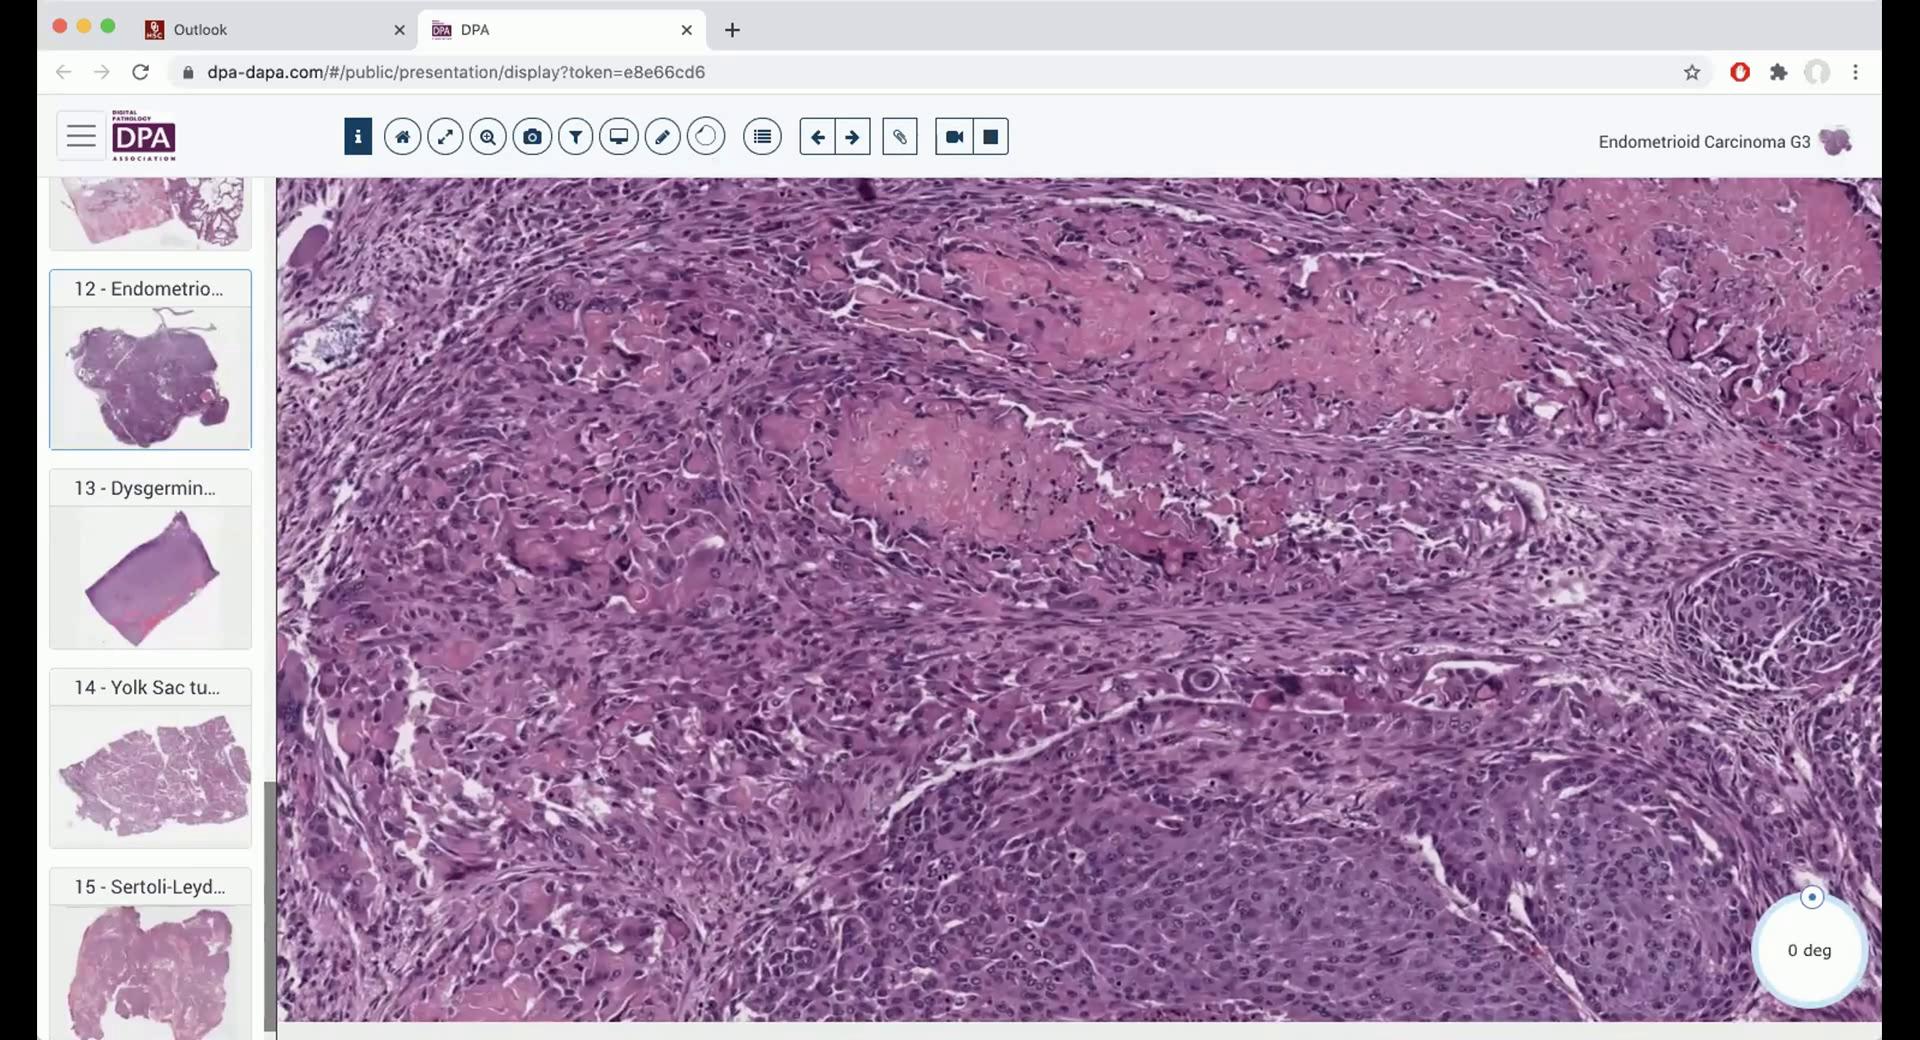 Outlook
DPA
dpa-dapa.com/#/public/presentation/display?token=e8e66cd6
DIGITAL
PATHOLOGY
DPA
ASSOCIATION
Endometrioid Carcinoma G3
12 - Endometrio...
13 - Dysgermin...
14 - Yolk Sac tu...
15 - Sertoli-Leyd...
0 deg